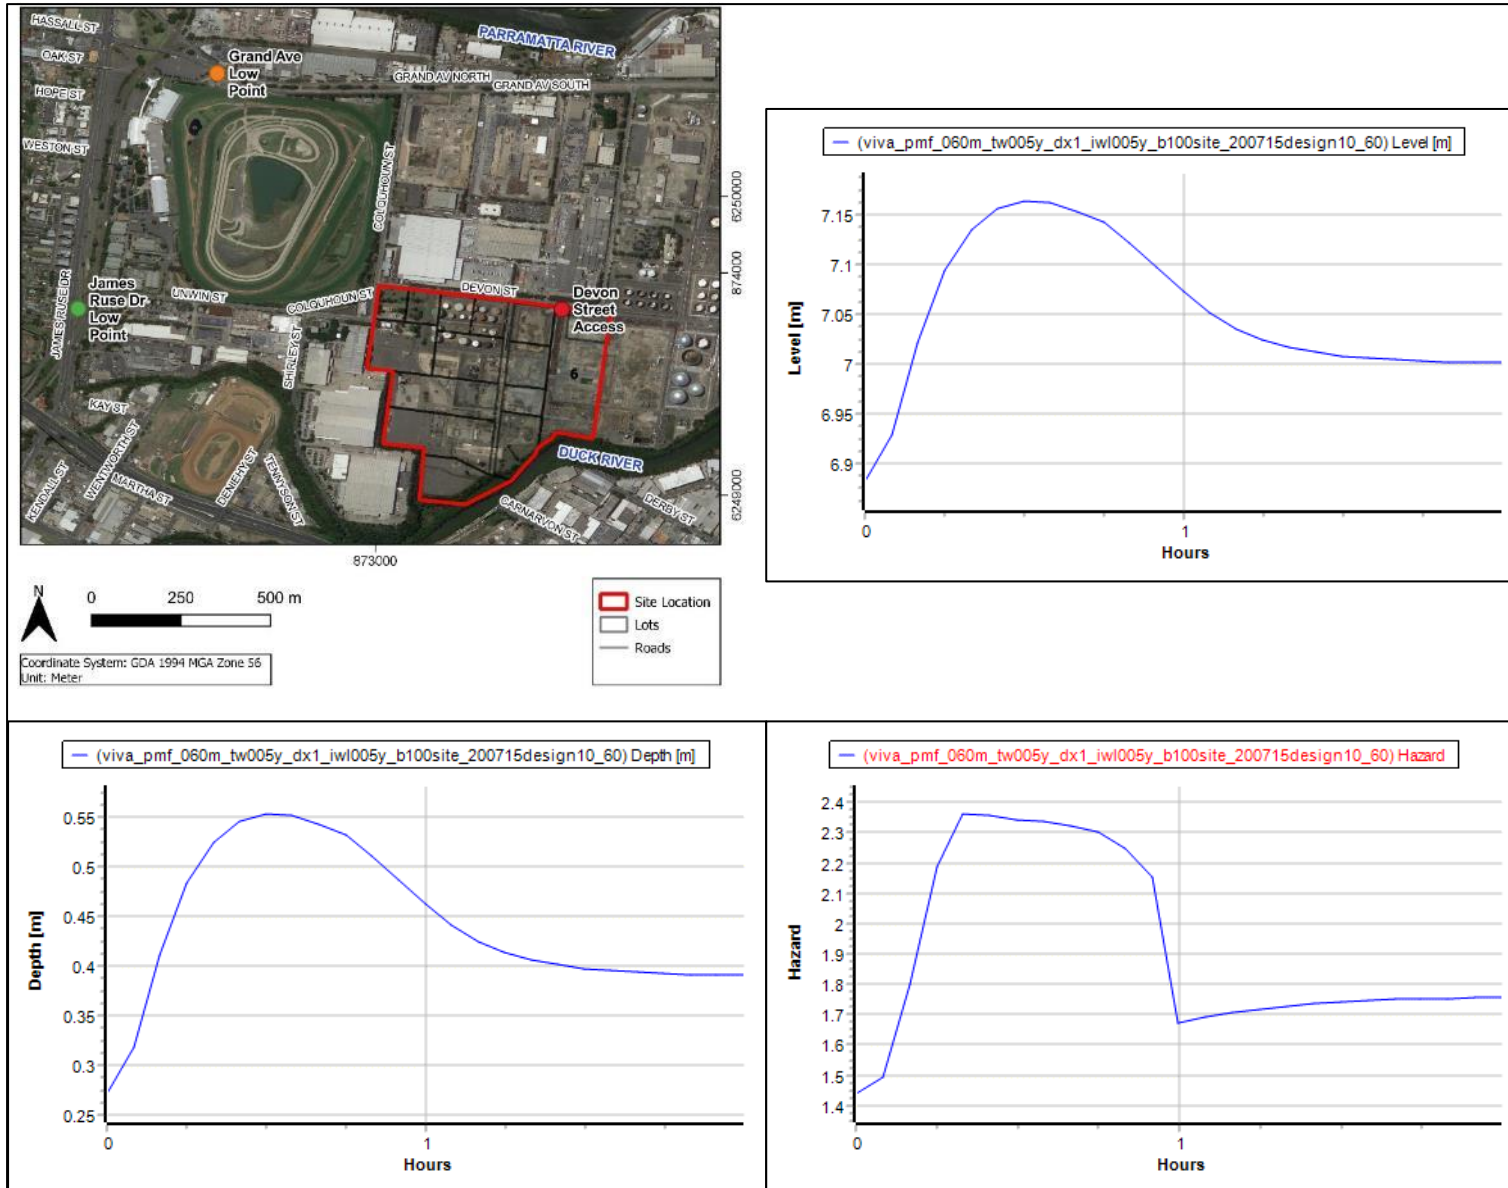 HASSALL ST
OAK ST
HOPE ST
WESTON ST
Grand Ave
Low
Point
PARRAMATTA RIVER
GRAND AV NORTH
GRAND AV SOUTH
COLQUHOUN ST
JAMES RUSE DR
James
Ruse Dr
Low
Point
UNWIN ST
COLQUHOUN ST
DEVON ST
Devon
Street
Access
SHIRLEY ST
6
KAY ST
KENDALL ST
WENTWORTH ST
MARTHA ST
DENIEHY ST
TENNYSON ST
DUCK RIVER
CARNARVON ST
DERBY ST
6250000
874000
6249000
873000
N
0 250 500 m
Site Location
Lots
Roads
Coordinate System: GDA 1994 MGA Zone 56
Unit: Meter
(viva_pmf_060m_tw005y_dx1_iwl005y_b100site_200715design10_60) Level [m]
Level [m]
7.15
7.1
7.05
7
6.95
6.9
0 1
Hours
(viva_pmf_060m_tw005y_dx1_iwl005y_b100site_200715design10_60) Depth [m]
Depth [m]
0.55
0.5
0.45
0.4
0.35
0.3
0.25
0 1
Hours
(viva_pmf_060m_tw005y_dx1_iwl005y_b100site_200715design10_60) Hazard
Hazard
2.4
2.3
2.2
2.1
2
1.9
1.8
1.7
1.6
1.5
1.4
0 1
Hours